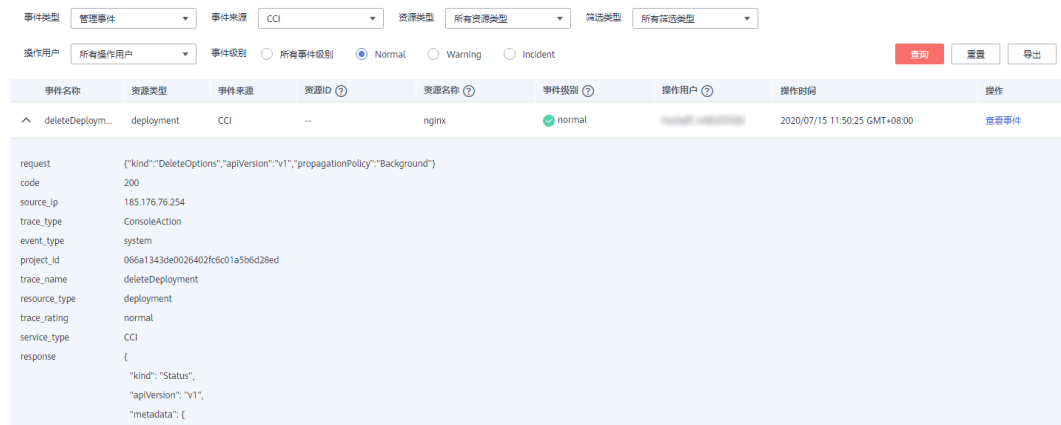 事件类型 管理事件 事件来源 CCI 资源类型 所有资源类型 筛选类型 所有筛选类型
操作用户 所有操作用户 事件级别 所有事件级别 Normal Warning Incident 查询 重置 导出
事件名称 资源类型 事件来源 资源ID ? 资源名称 ? 事件级别 ? 操作用户 ? 操作时间 操作
deleteDeploym... deployment CCI -- nginx normal 2020/07/15 11:50:25 GMT+08:00 查看事件
request {"kind":"DeleteOptions","apiVersion":"v1","propagationPolicy":"Background"}
code 200
source_ip 185.176.76.254
trace_type ConsoleAction
event_type system
project_id 066a1343de0026402fc6c01a5b6d28ed
trace_name deleteDeployment
resource_type deployment
trace_rating normal
service_type CCI
response {
"kind": "Status",
"apiVersion": "v1",
"metadata": {